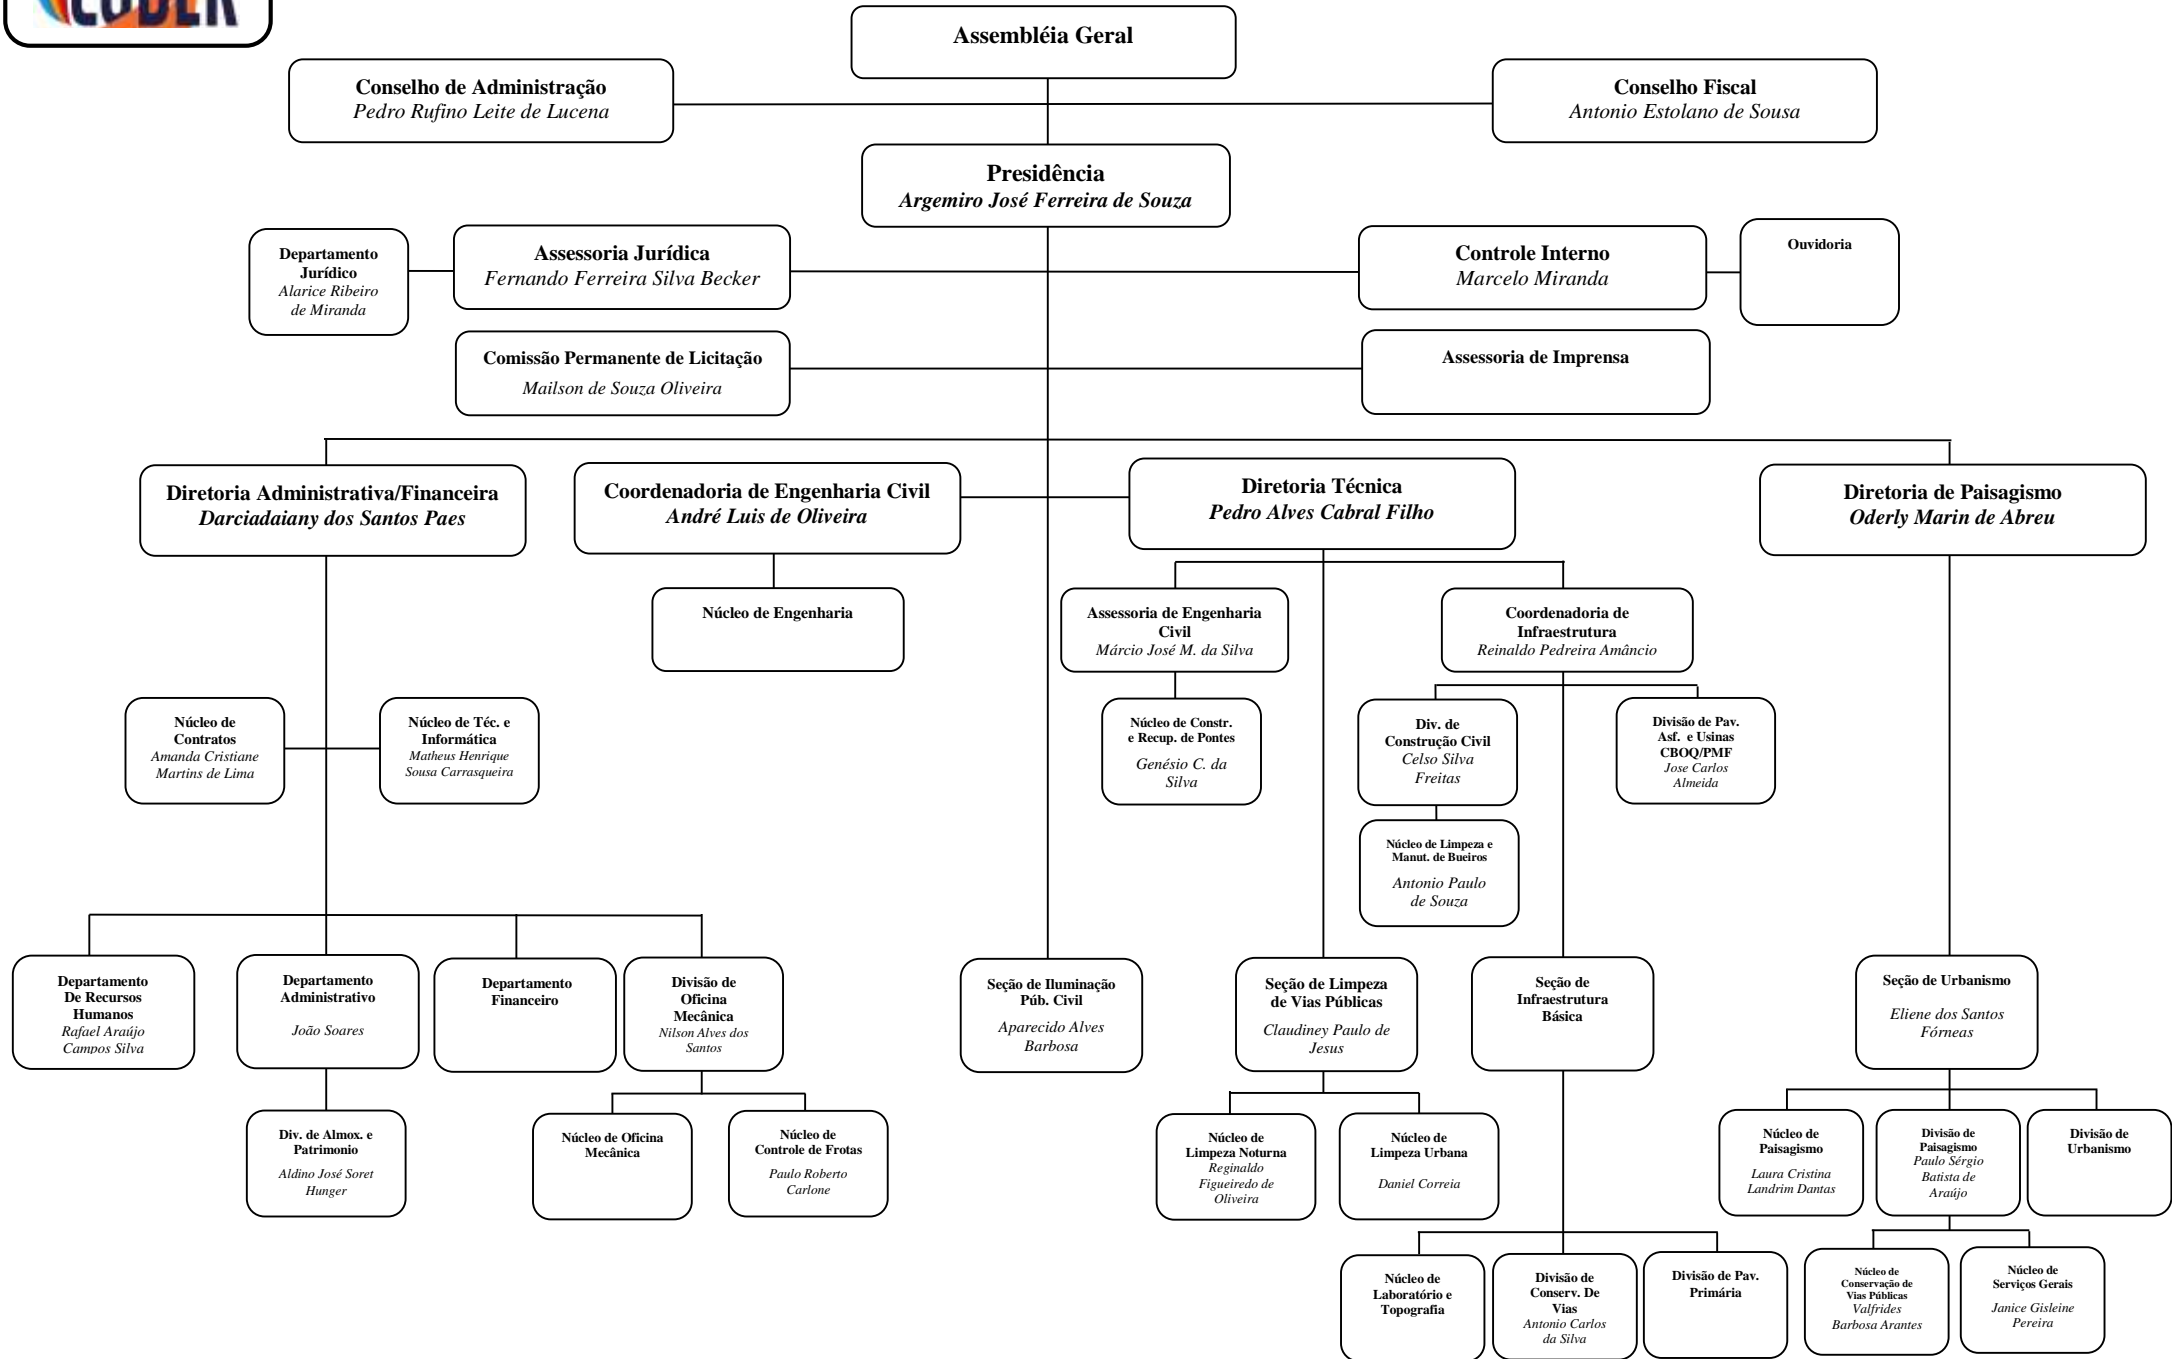 CODER
Assembléia Geral
Conselho de Administração
Pedro Rufino Leite de Lucena
Conselho Fiscal
Antonio Estolano de Sousa
Presidência
Argemiro José Ferreira de Souza
Departamento
Jurídico
Alarice Ribeiro
de Miranda
Assessoria Jurídica
Fernando Ferreira Silva Becker
Controle Interno
Marcelo Miranda
Ouvidoria
Comissão Permanente de Licitação
Mailson de Souza Oliveira
Assessoria de Imprensa
Diretoria Administrativa/Financeira
Darciadaiany dos Santos Paes
Coordenadoria de Engenharia Civil
André Luis de Oliveira
Diretoria Técnica
Pedro Alves Cabral Filho
Diretoria de Paisagismo
Oderly Marin de Abreu
Núcleo de Engenharia
Assessoria de Engenharia
Civil
Márcio José M. da Silva
Coordenadoria de
Infraestrutura
Reinaldo Pedreira Amâncio
Núcleo de
Contratos
Amanda Cristiane
Martins de Lima
Núcleo de Téc. e
Informática
Matheus Henrique
Sousa Carrasqueira
Núcleo de Constr.
e Recup. de Pontes
Genésio C. da
Silva
Div. de
Construção Civil
Celso Silva
Freitas
Divisão de Pav.
Asf. e Usinas
CBOQ/PMF
Jose Carlos
Almeida
Núcleo de Limpeza e
Manut. de Bueiros
Antonio Paulo
de Souza
Departamento
De Recursos
Humanos
Rafael Araújo
Campos Silva
Departamento
Administrativo
João Soares
Departamento
Financeiro
Divisão de
Oficina
Mecânica
Nilson Alves dos
Santos
Seção de Iluminação
Púb. Civil
Aparecido Alves
Barbosa
Seção de Limpeza
de Vias Públicas
Claudiney Paulo de
Jesus
Seção de
Infraestrutura
Básica
Seção de Urbanismo
Eliene dos Santos
Fórneas
Div. de Almox. e
Patrimonio
Aldino José Soret
Hunger
Núcleo de Oficina
Mecânica
Núcleo de
Controle de Frotas
Paulo Roberto
Carlone
Núcleo de
Limpeza Noturna
Reginaldo
Figueiredo de
Oliveira
Núcleo de
Limpeza Urbana
Daniel Correia
Núcleo de
Paisagismo
Laura Cristina
Landrim Dantas
Divisão de
Paisagismo
Paulo Sérgio
Batista de
Araújo
Divisão de
Urbanismo
Núcleo de
Laboratório e
Topografia
Divisão de
Conserv. De
Vias
Antonio Carlos
da Silva
Divisão de Pav.
Primária
Núcleo de
Conservação de
Vias Públicas
Valfrides
Barbosa Arantes
Núcleo de
Serviços Gerais
Janice Gisleine
Pereira